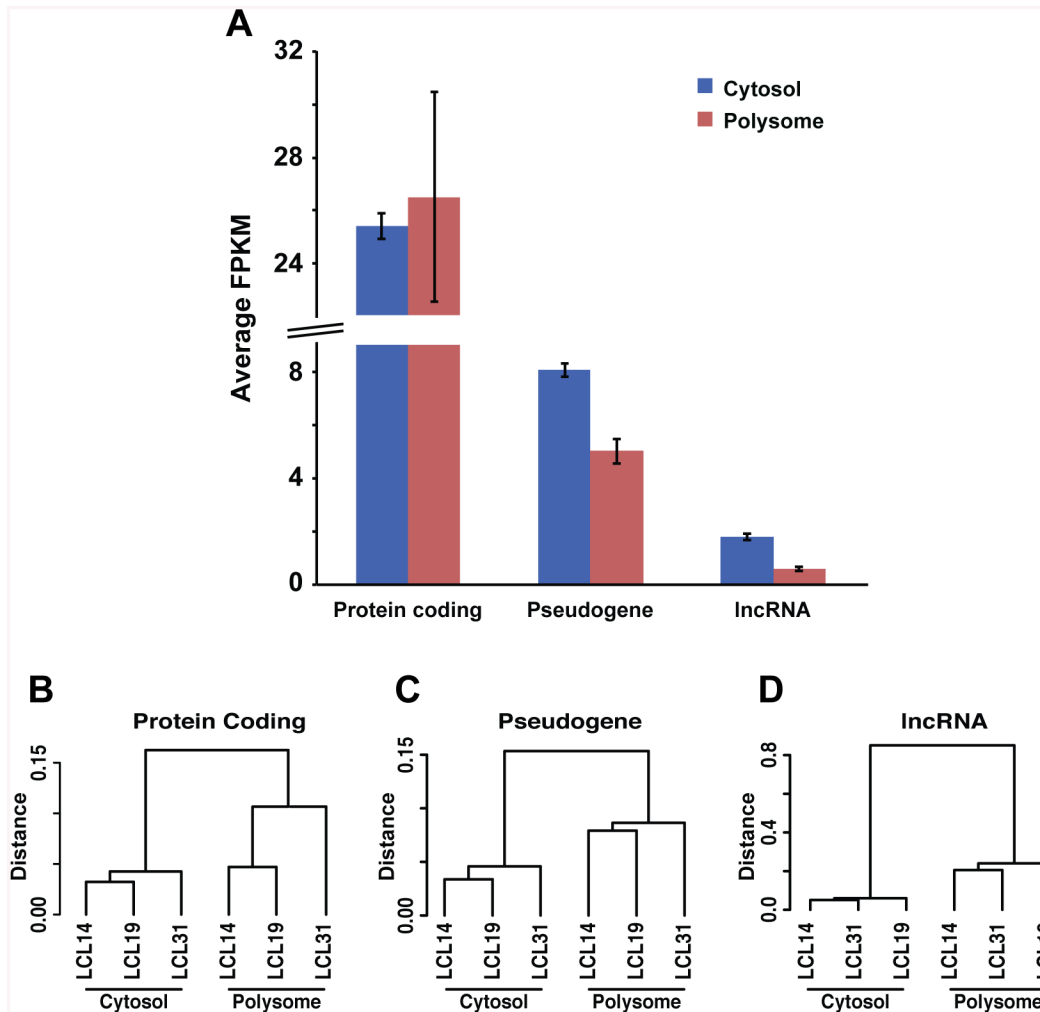 A
32
28
24
8
4
0
Average FPKM
Cytosol
Polysome
Protein coding Pseudogene lncRNA
B
Protein Coding
0.15
0.00
Distance
LCL14 LCL19 LCL31 LCL14 LCL19 LCL31
Cytosol Polysome
C
Pseudogene
0.15
0.00
Distance
LCL14 LCL19 LCL31 LCL14 LCL19 LCL31
Cytosol Polysome
D
lncRNA
0.8
0.4
0.0
Distance
LCL14 LCL31 LCL19 LCL14 LCL31 LCL19
Cytosol Polysome